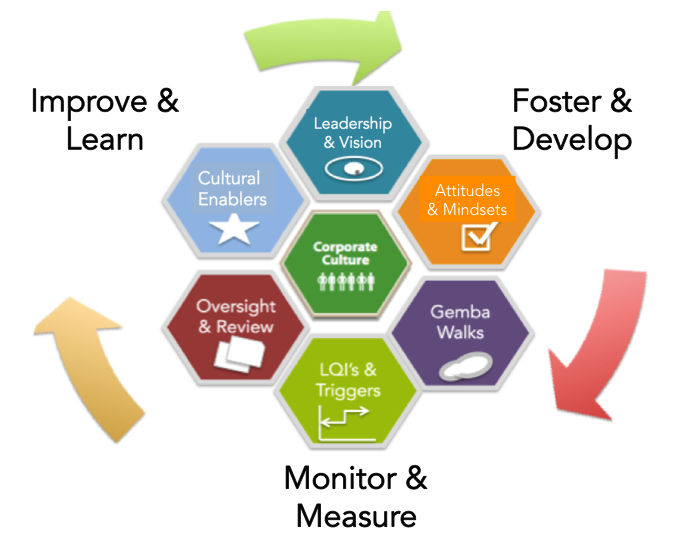 Improve &
Learn
Foster &
Develop
Leadership
& Vision
Cultural
Enablers
Attitudes
& Mindsets
Corporate
Culture
Oversight
& Review
Gemba
Walks
LQI's &
Triggers
Monitor &
Measure